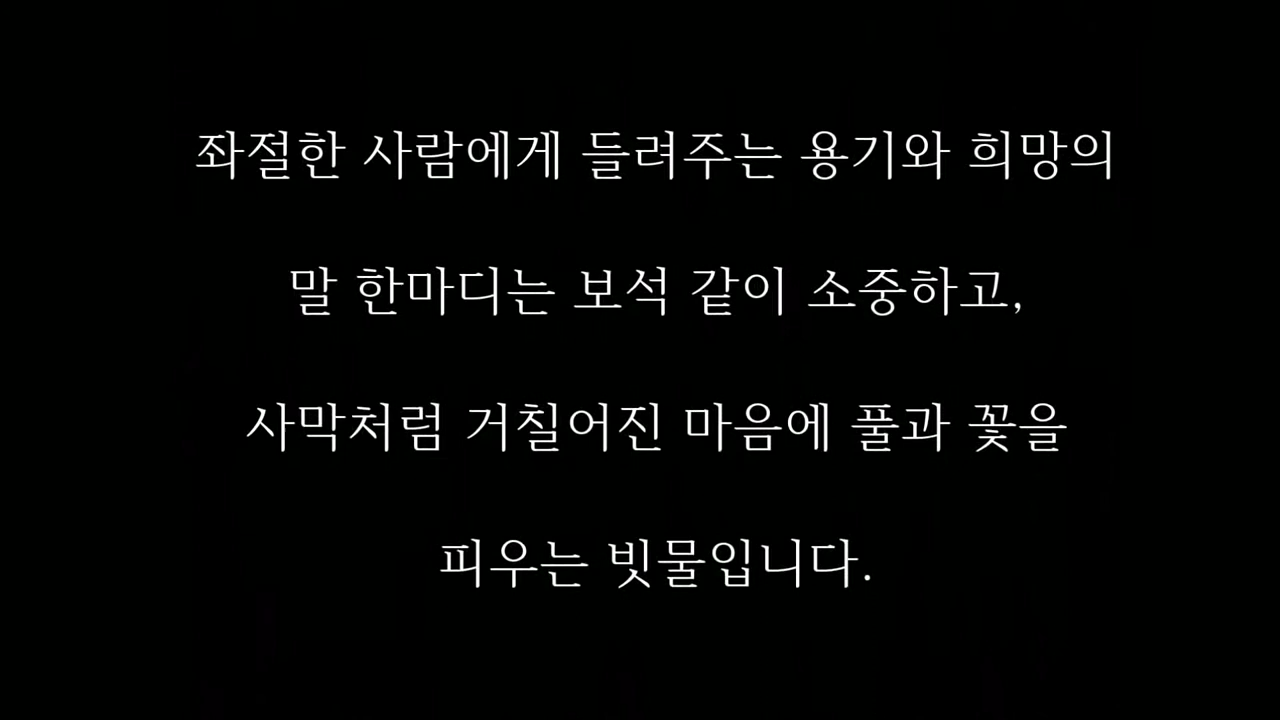 좌절한 사람에게 들려주는 용기와 희망의
말 한마디는 보석 같이 소중하고,
사막처럼 거칠어진 마음에 풀과 꽃을
피우는 빗물입니다.